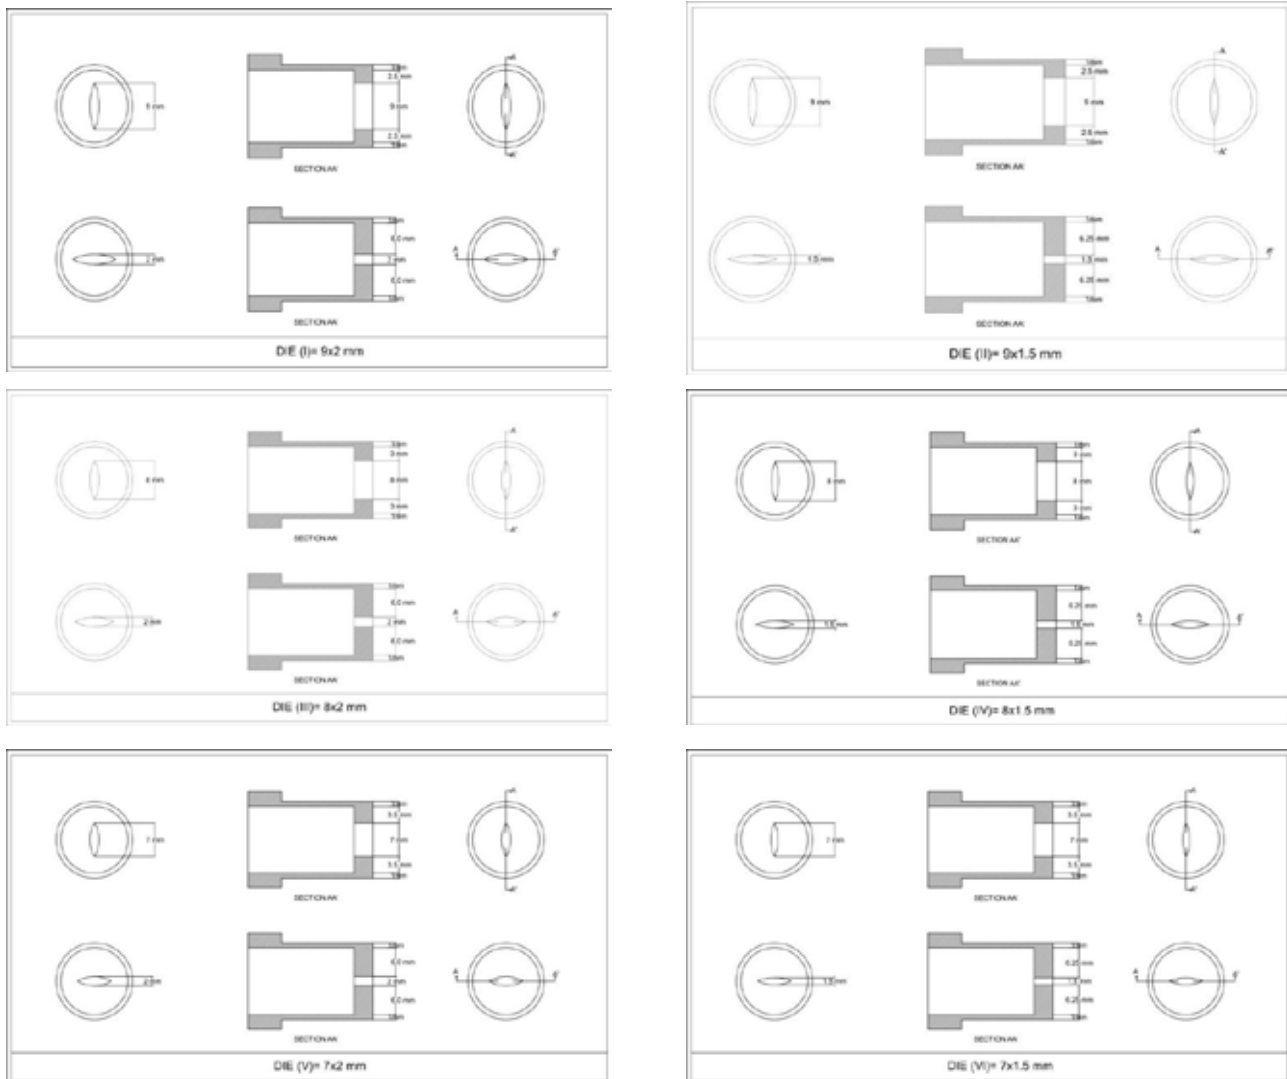 A
2.5 mm
9 mm
9 mm
2.5 mm
A'
SECTION AA'
6.0 mm
A
A'
2 mm
2 mm
6.0 mm
SECTION AA'
DIE (I)= 9x2 mm
A
2.5 mm
9 mm
9 mm
2.5 mm
A'
SECTION AA'
6.25 mm
A
A'
1.5 mm
1.5 mm
6.25 mm
SECTION AA'
DIE (II)= 9x1.5 mm
A
3 mm
8 mm
8 mm
3 mm
A'
SECTION AA'
6.0 mm
2 mm
2 mm
A
A'
6.0 mm
SECTION AA'
DIE (III)= 8x2 mm
A
3 mm
8 mm
8 mm
3 mm
A'
SECTION AA'
6.25 mm
1.5 mm
1.5 mm
A
A'
6.25 mm
SECTION AA'
DIE (IV)= 8x1.5 mm
A
3.5 mm
7 mm
7 mm
3.5 mm
A'
SECTION AA'
6.0 mm
A
A'
2 mm
2 mm
6.0 mm
SECTION AA'
DIE (V)= 7x2 mm
A
3.5 mm
7 mm
7 mm
3.5 mm
A'
SECTION AA'
6.25 mm
A
A'
1.5 mm
1.5 mm
6.25 mm
SECTION AA'
DIE (VI)= 7x1.5 mm